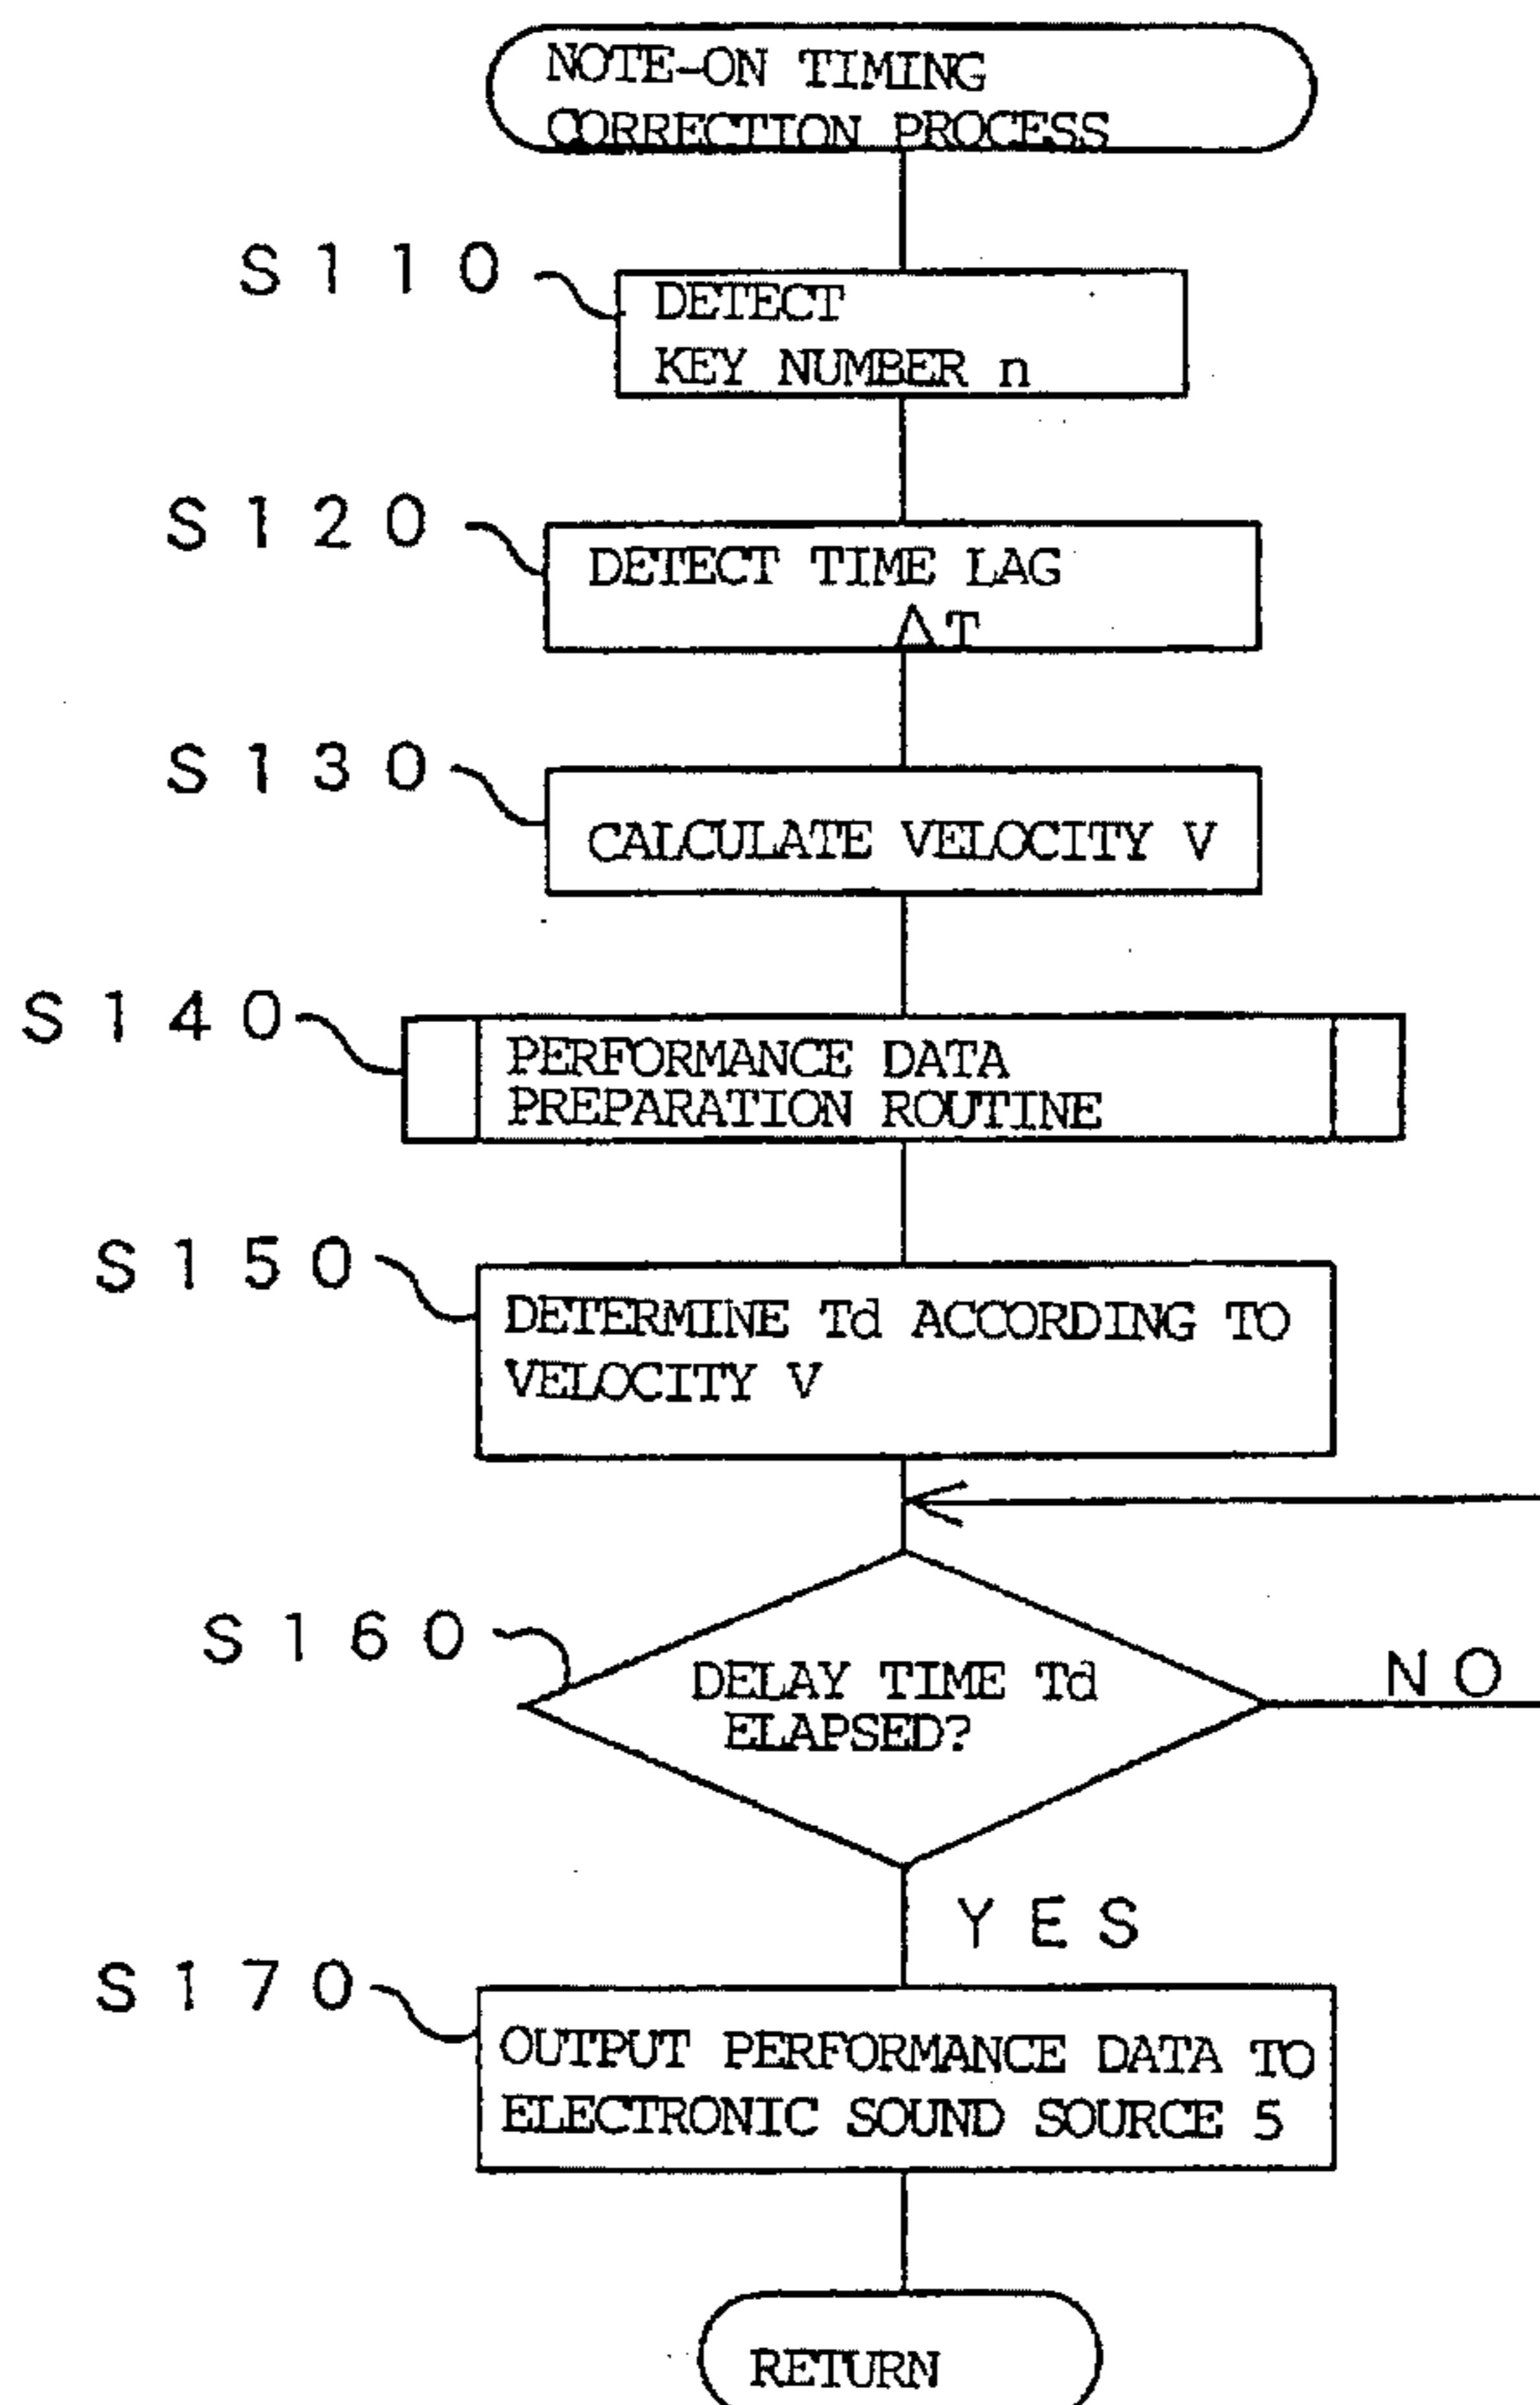 NOTE-ON TIMING
CORRECTION PROCESS
S110
DETECT
KEY NUMBER n
S120
DETECT TIME LAG
ΔT
S130
CALCULATE VELOCITY V
S140
PERFORMANCE DATA
PREPARATION ROUTINE
S150
DETERMINE Td ACCORDING TO
VELOCITY V
S160
DELAY TIME Td
ELAPSED?
NO
YES
S170
OUTPUT PERFORMANCE DATA TO
ELECTRONIC SOUND SOURCE 5
RETURN